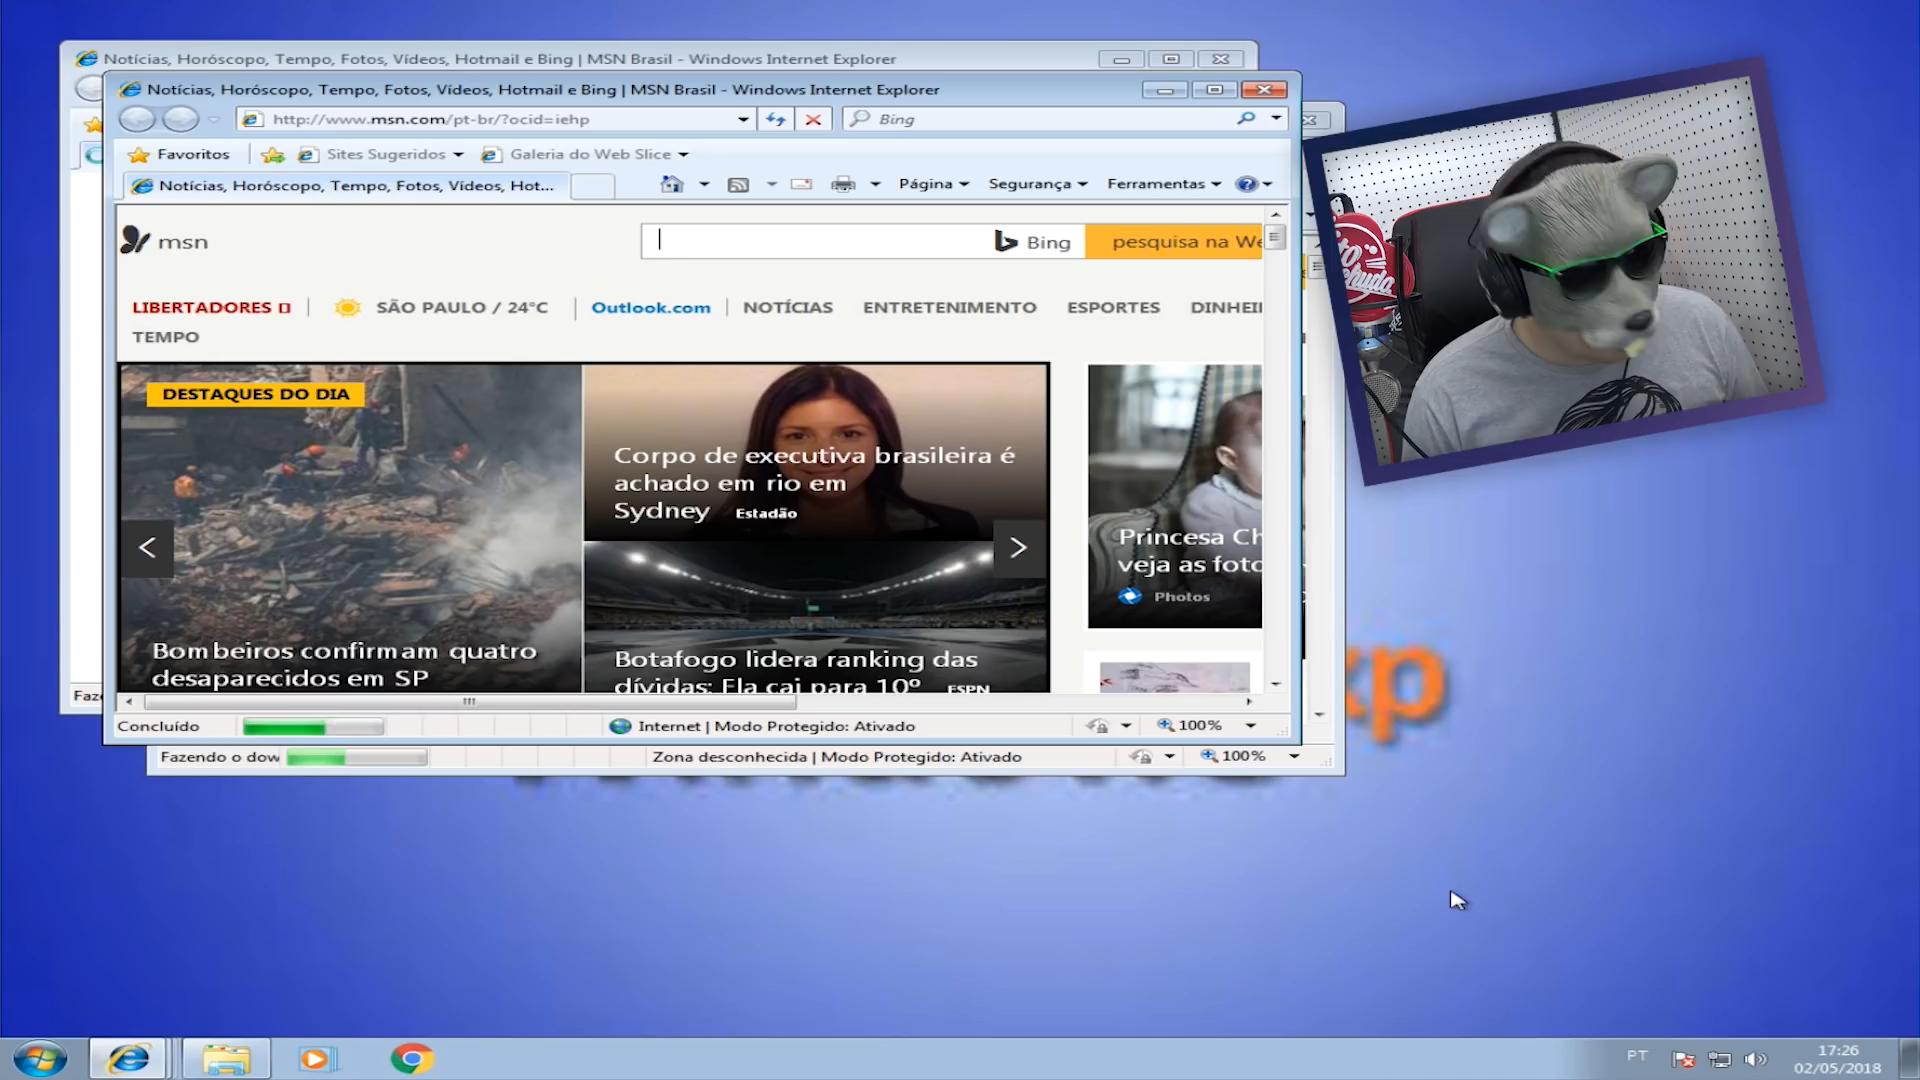 Notícias, Horóscopo, Tempo, Fotos, Vídeos, Hotmail e Bing | MSN Brasil - Windows Internet Explorer
Notícias, Horóscopo, Tempo, Fotos, Vídeos, Hotmail e Bing | MSN Brasil - Windows Internet Explorer
http://www.msn.com/pt-br/?ocid=iehp
Bing
Favoritos
Sites Sugeridos
Galeria do Web Slice
Notícias, Horóscopo, Tempo, Fotos, Vídeos, Hot...
Página
Segurança
Ferramentas
msn
Bing
pesquisa na We
LIBERTADORES
SÃO PAULO / 24°C
Outlook.com
NOTÍCIAS
ENTRETENIMENTO
ESPORTES
DINHEI
TEMPO
DESTAQUES DO DIA
Bombeiros confirmam quatro
desaparecidos em SP
Corpo de executiva brasileira é
achado em rio em
Sydney Estadão
Botafogo lidera ranking das
dívidas; Ela cai para 10º ESPN
Princesa Ch
veja as foto
Photos
Faze
Concluído
Internet | Modo Protegido: Ativado
100%
Fazendo o dow
Zona desconhecida | Modo Protegido: Ativado
100%
xp
PT
17:26
02/05/2018